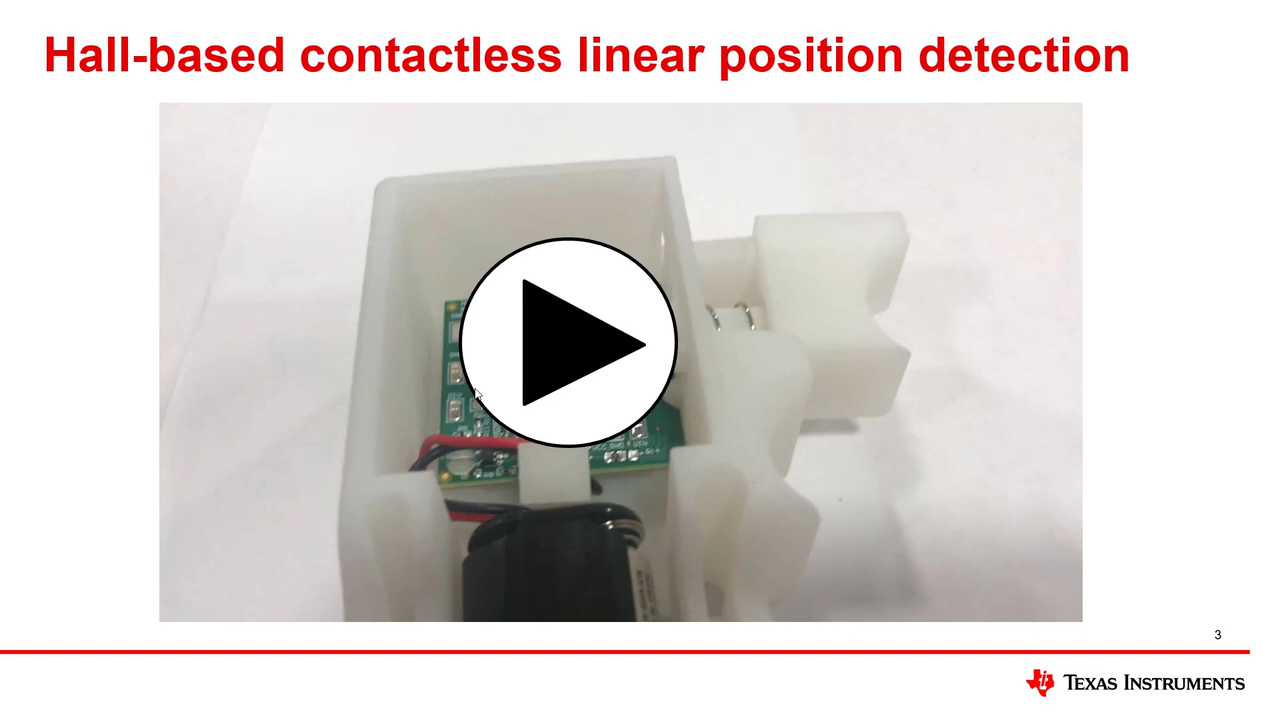 Hall-based contactless linear position detection
3
TEXAS INSTRUMENTS